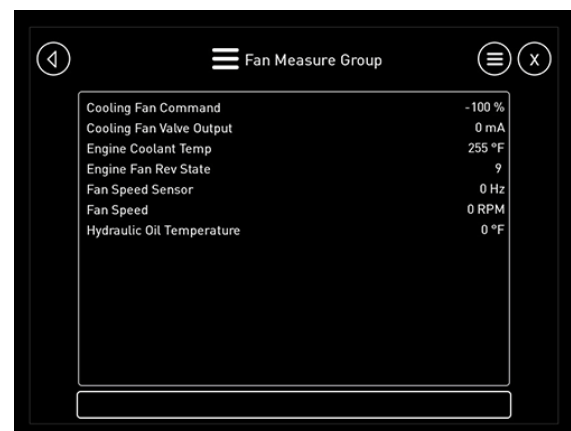 Fan Measure Group
X
Cooling Fan Command -100 %
Cooling Fan Valve Output 0 mA
Engine Coolant Temp 255 °F
Engine Fan Rev State 9
Fan Speed Sensor 0 Hz
Fan Speed 0 RPM
Hydraulic Oil Temperature 0 °F